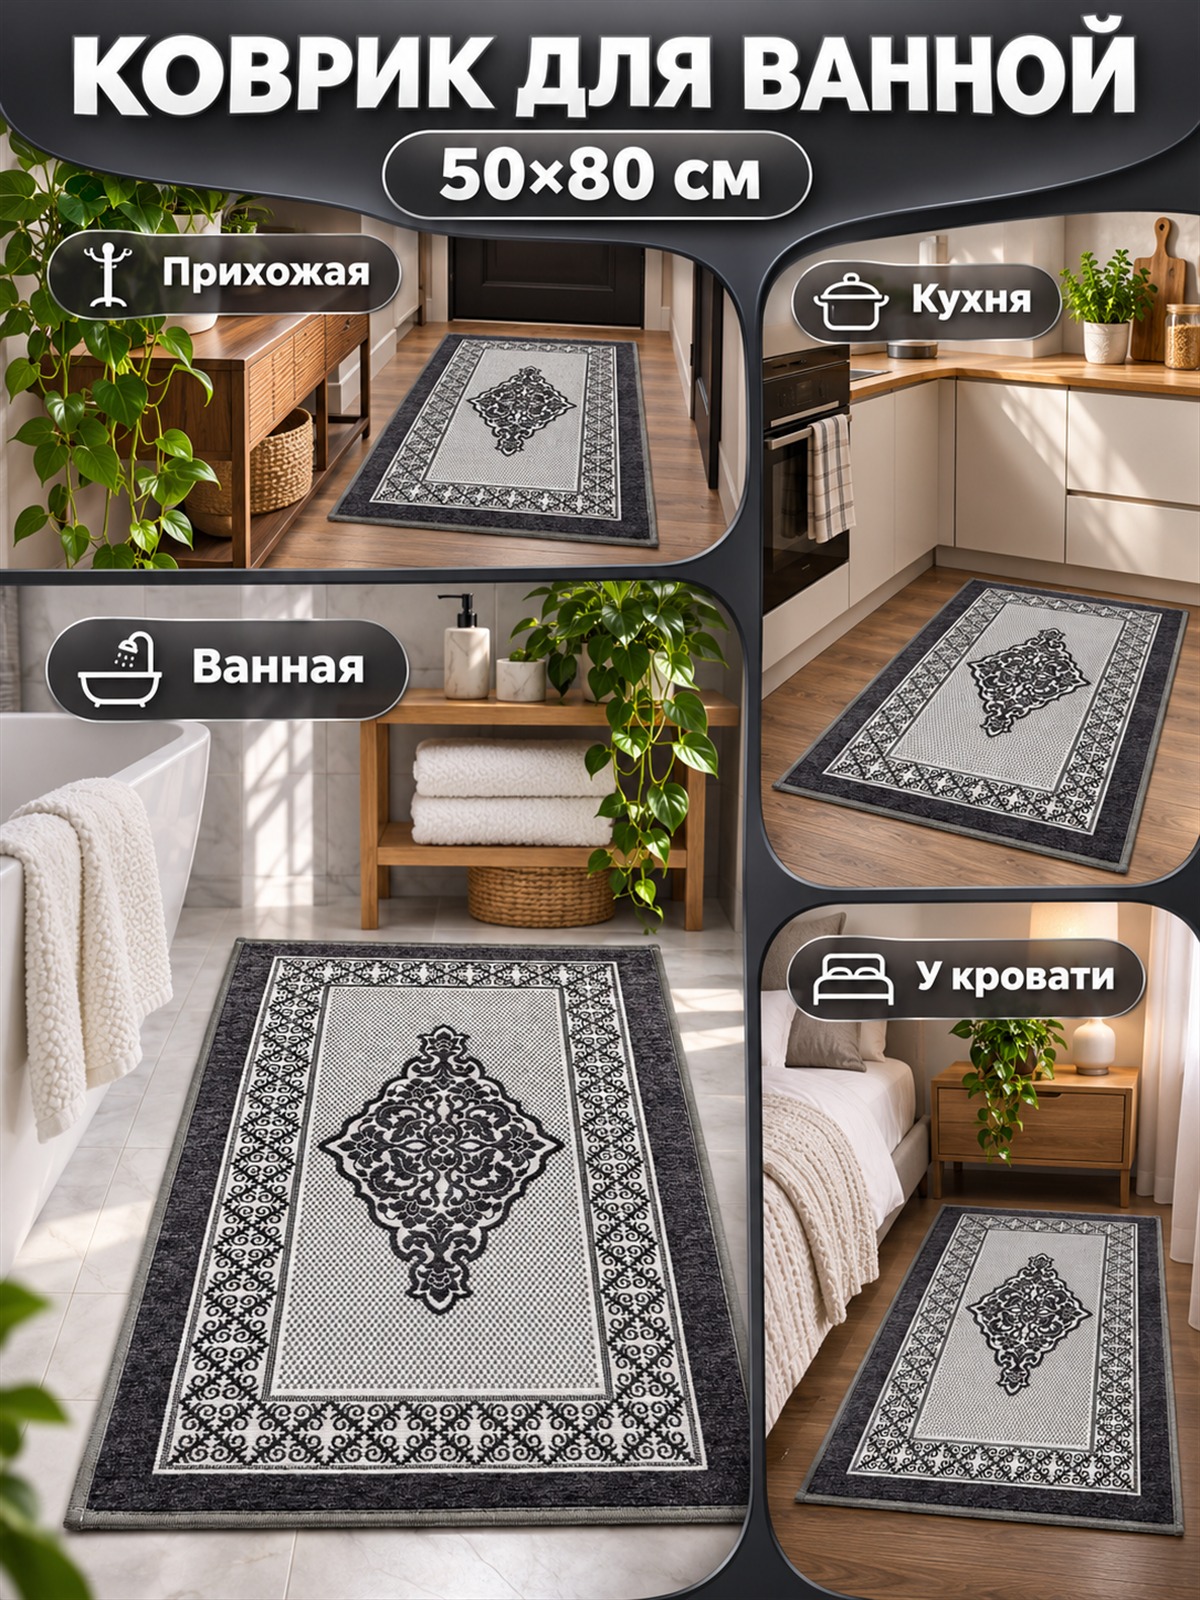 КОВРИК ДЛЯ ВАННОЙ
50×80 см
Прихожая
Кухня
Ванная
У кровати